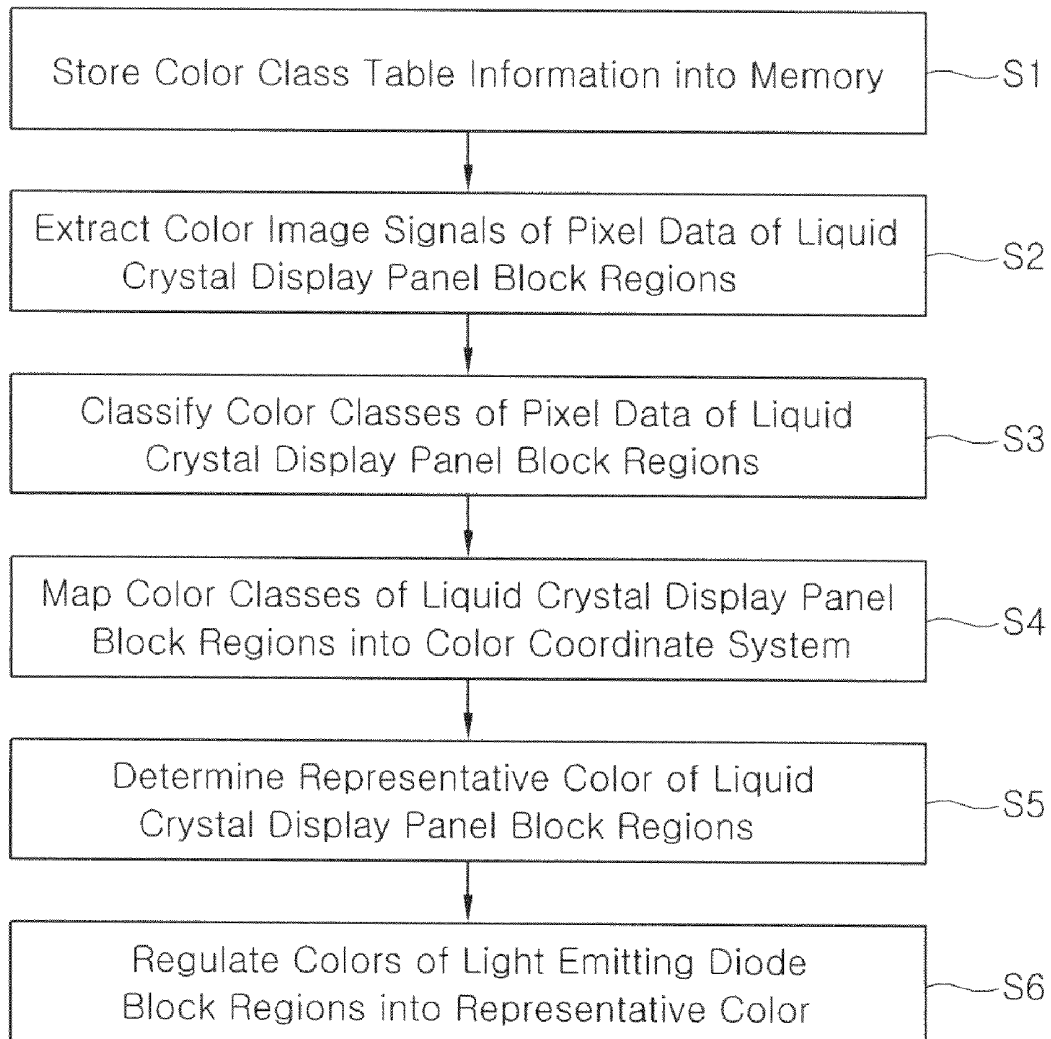 Store Color Class Table Information into Memory
S1
Extract Color Image Signals of Pixel Data of Liquid
Crystal Display Panel Block Regions
S2
Classify Color Classes of Pixel Data of Liquid
Crystal Display Panel Block Regions
S3
Map Color Classes of Liquid Crystal Display Panel
Block Regions into Color Coordinate System
S4
Determine Representative Color of Liquid
Crystal Display Panel Block Regions
S5
Regulate Colors of Light Emitting Diode
Block Regions into Representative Color
S6